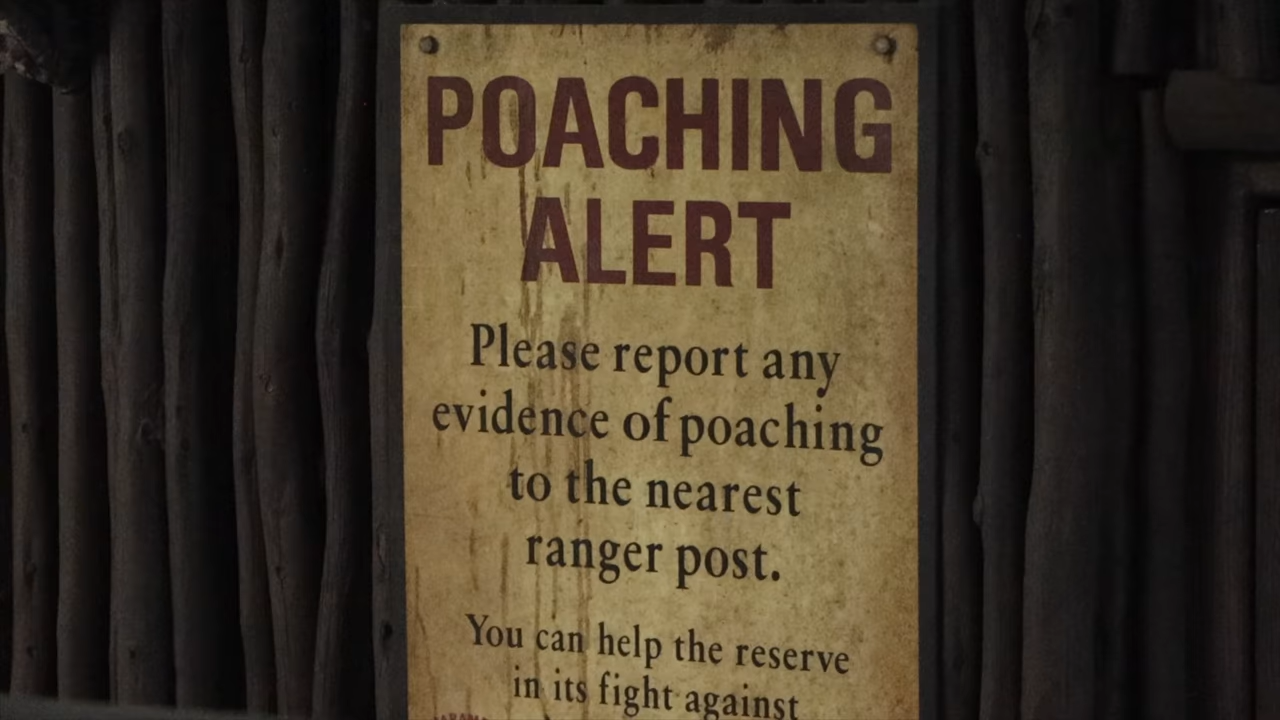 POACHING
ALERT
Please report any
evidence of poaching
to the nearest
ranger post.
You can help the reserve
in its fight against